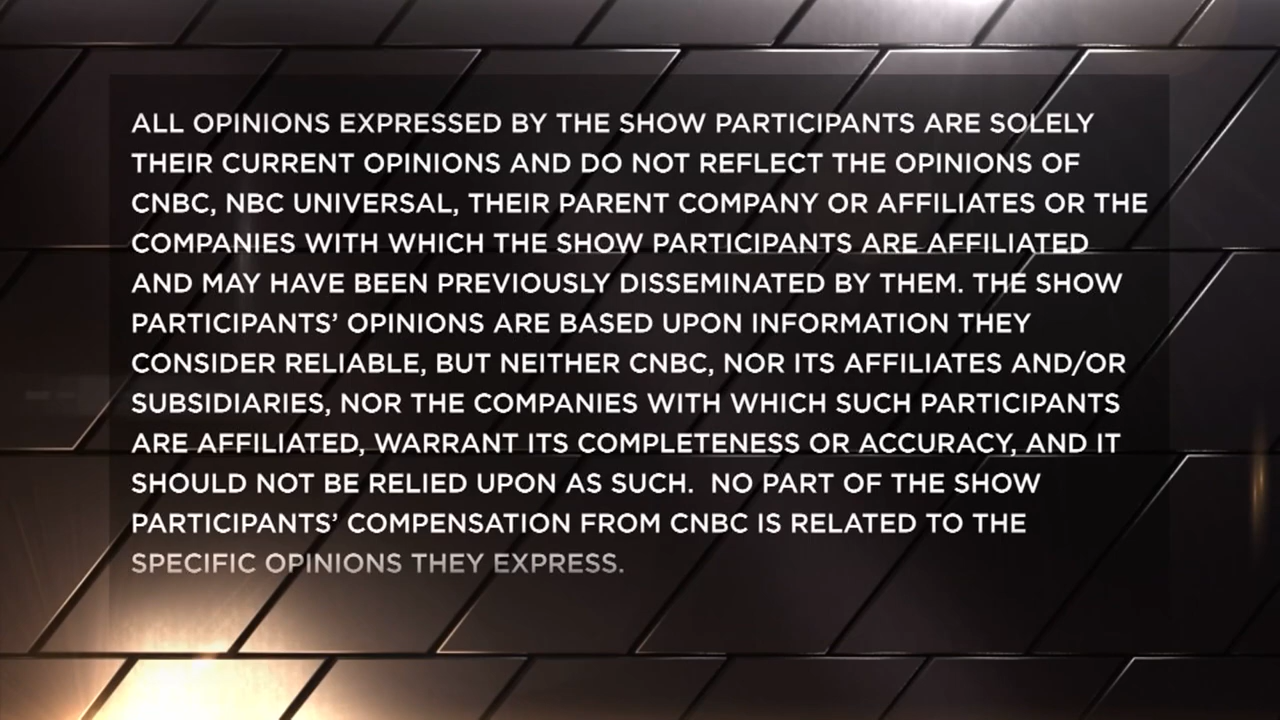 ALL OPINIONS EXPRESSED BY THE SHOW PARTICIPANTS ARE SOLELY
THEIR CURRENT OPINIONS AND DO NOT REFLECT THE OPINIONS OF
CNBC, NBC UNIVERSAL, THEIR PARENT COMPANY OR AFFILIATES OR THE
COMPANIES WITH WHICH THE SHOW PARTICIPANTS ARE AFFILIATED
AND MAY HAVE BEEN PREVIOUSLY DISSEMINATED BY THEM. THE SHOW
PARTICIPANTS’ OPINIONS ARE BASED UPON INFORMATION THEY
CONSIDER RELIABLE, BUT NEITHER CNBC, NOR ITS AFFILIATES AND/OR
SUBSIDIARIES, NOR THE COMPANIES WITH WHICH SUCH PARTICIPANTS
ARE AFFILIATED, WARRANT ITS COMPLETENESS OR ACCURACY, AND IT
SHOULD NOT BE RELIED UPON AS SUCH.  NO PART OF THE SHOW
PARTICIPANTS’ COMPENSATION FROM CNBC IS RELATED TO THE
SPECIFIC OPINIONS THEY EXPRESS.